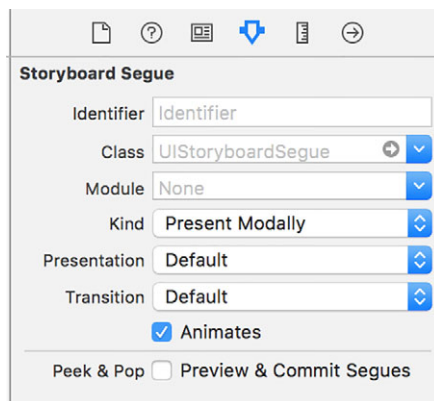 Storyboard Segue
Identifier Identifier
Class UIStoryboardSegue
Module None
Kind Present Modally
Presentation Default
Transition Default
Animates
Peek & Pop Preview & Commit Segues